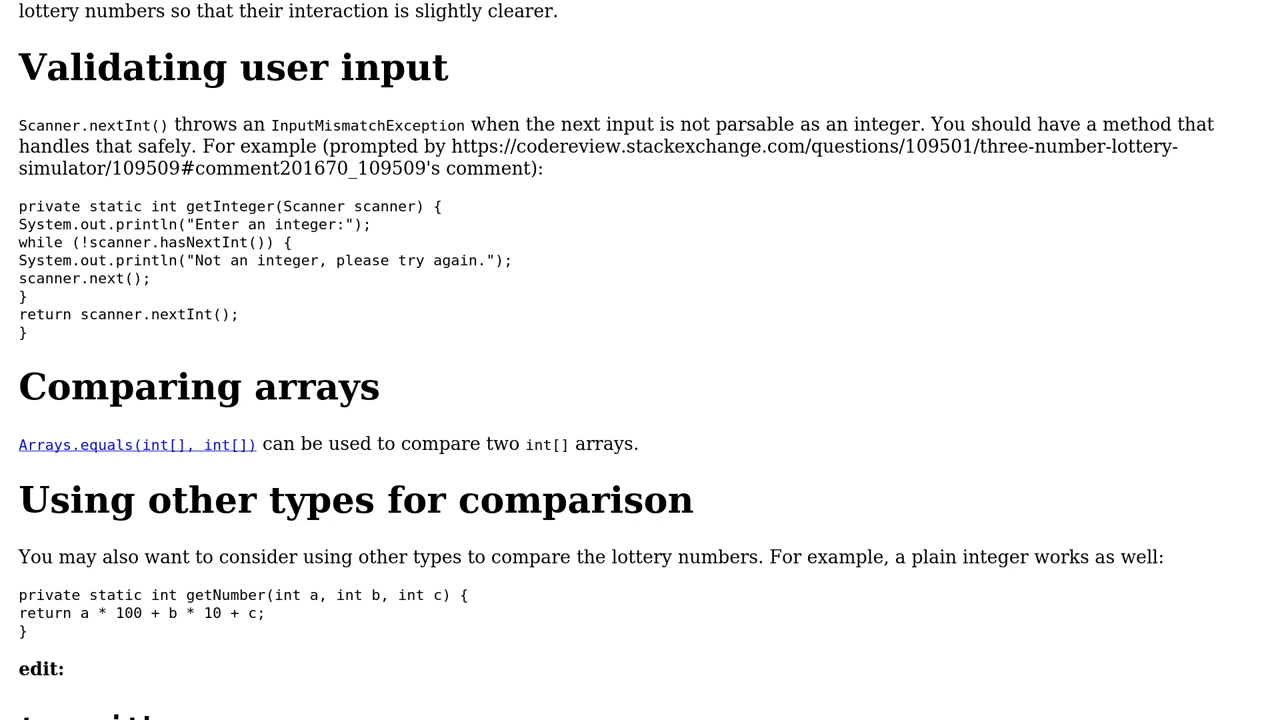 lottery numbers so that their interaction is slightly clearer.
Validating user input
Scanner.nextInt() throws an InputMismatchException when the next input is not parsable as an integer. You should have a method that
handles that safely. For example (prompted by https://codereview.stackexchange.com/questions/109501/three-number-lottery-
simulator/109509#comment201670_109509's comment):
private static int getInteger(Scanner scanner) {
System.out.println("Enter an integer:");
while (!scanner.hasNextInt()) {
System.out.println("Not an integer, please try again.");
scanner.next();
}
return scanner.nextInt();
}
Comparing arrays
Arrays.equals(int[], int[]) can be used to compare two int[] arrays.
Using other types for comparison
You may also want to consider using other types to compare the lottery numbers. For example, a plain integer works as well:
private static int getNumber(int a, int b, int c) {
return a * 100 + b * 10 + c;
}
edit: